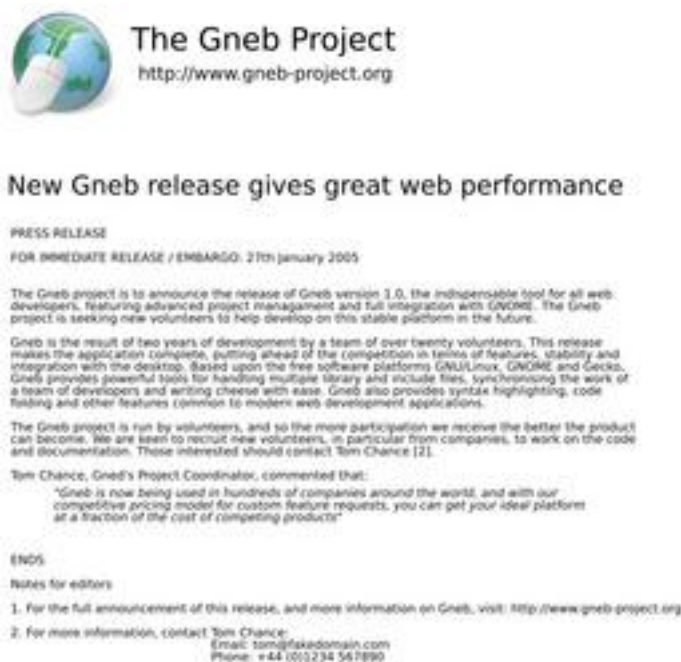 The Gneb Project
http://www.gneb-project.org
New Gneb release gives great web performance
PRESS RELEASE
FOR IMMEDIATE RELEASE / EMBARGO: 27th January 2005
The Gneb project is to announce the release of Gneb version 1.0, the indispensable tool for all web
developers, featuring advanced project managament and full integration with GNOME. The Gneb
project is seeking new volunteers to help develop on this stable platform in the future.
Gneb is the result of two years of development by a team of over twenty volunteers. This release
makes the application complete, putting ahead of the competition in terms of features, stability and
integration with the desktop. Based upon the free software platforms GNU/Linux, GNOME and Gecko,
Gneb provides powerful tools for handling multiple library and include files, synchronising the work of
a team of developers and writing cheese with ease. Gneb also provides syntax highlighting, code
folding and other features common to modern web development applications.
The Gneb project is run by volunteers, and so the more participation we receive the better the product
can become. We are keen to recruit new volunteers, in particular from companies, to work on the code
and documentation. Those interested should contact Tom Chance [2].
Tom Chance, Gned's Project Coordinator, commented that:
"Gneb is now being used in hundreds of companies around the world, and with our
competitive pricing model for custom feature requests, you can get your ideal platform
at a fraction of the cost of competing products"
ENDS
Notes for editors
1. For the full announcement of this release, and more information on Gneb, visit: http://www.gneb-project.org
2. For more information, contact Tom Chance:
Email: tom@fakedomain.com
Phone: +44 (0)1234 567890